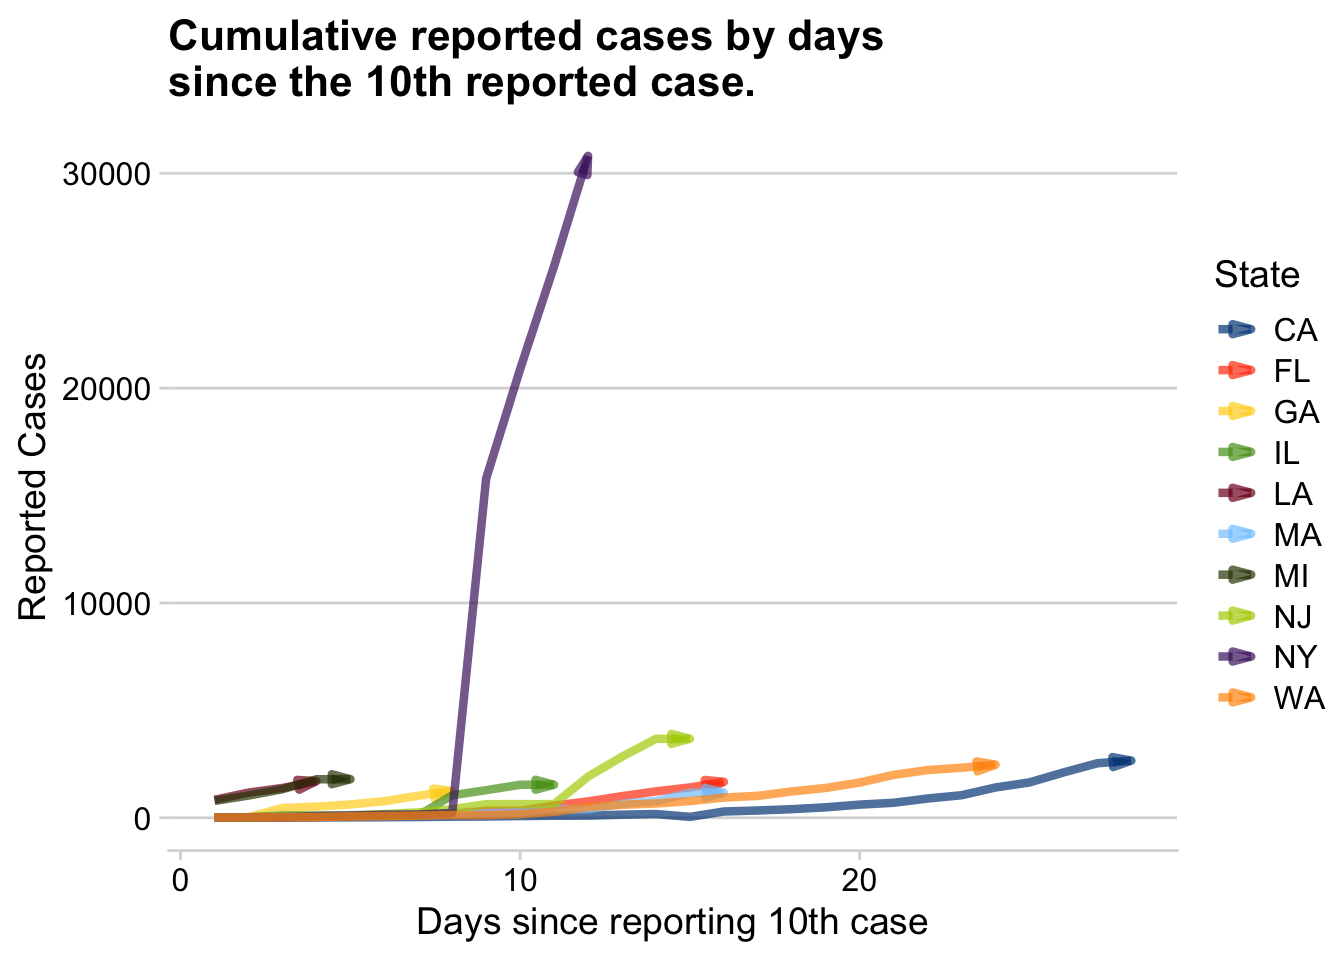 Cumulative reported cases by days
since the 10th reported case.
30000
20000
10000
0
Reported Cases
0 10 20
Days since reporting 10th case
State
CA
FL
GA
IL
LA
MA
MI
NJ
NY
WA